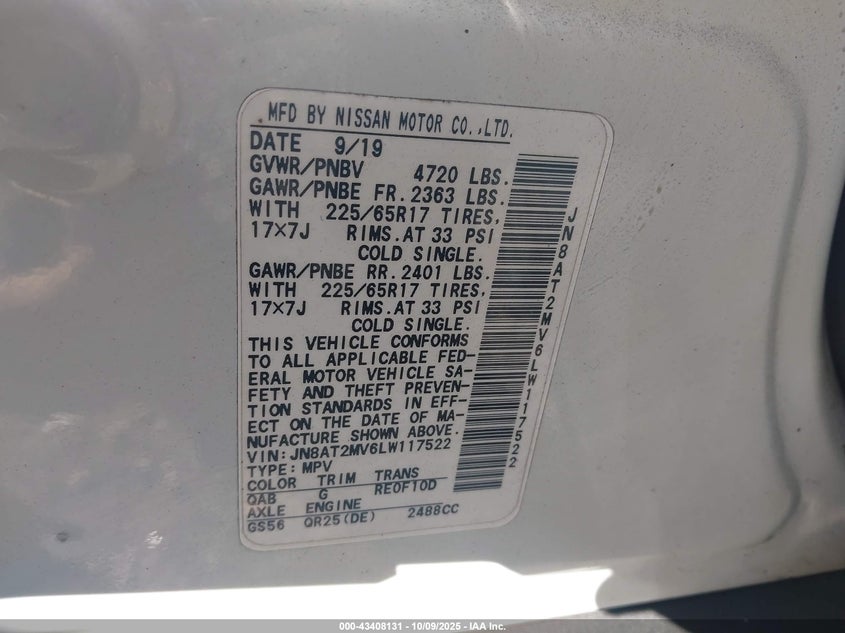 MFD BY NISSAN MOTOR CO.,LTD.
DATE 9/19
GVWR/PNBV 4720 LBS.
GAWR/PNBE FR. 2363 LBS.
WITH 225/65R17 TIRES,
17×7J RIMS. AT 33 PSI
COLD SINGLE.
GAWR/PNBE RR. 2401 LBS.
WITH 225/65R17 TIRES,
17×7J RIMS. AT 33 PSI
COLD SINGLE.
THIS VEHICLE CONFORMS
TO ALL APPLICABLE FED-
ERAL MOTOR VEHICLE SA-
FETY AND THEFT PREVEN-
TION STANDARDS IN EFF-
ECT ON THE DATE OF MA-
NUFACTURE SHOWN ABOVE.
VIN:JN8AT2MV6LW117522
TYPE: MPV
COLOR TRIM TRANS
QAB G RE0F10D
AXLE ENGINE
GS56 QR25(DE) 2488CC
JN8AT2MV6LW117522
000-43408131 - 10/09/2025 - IAA Inc.